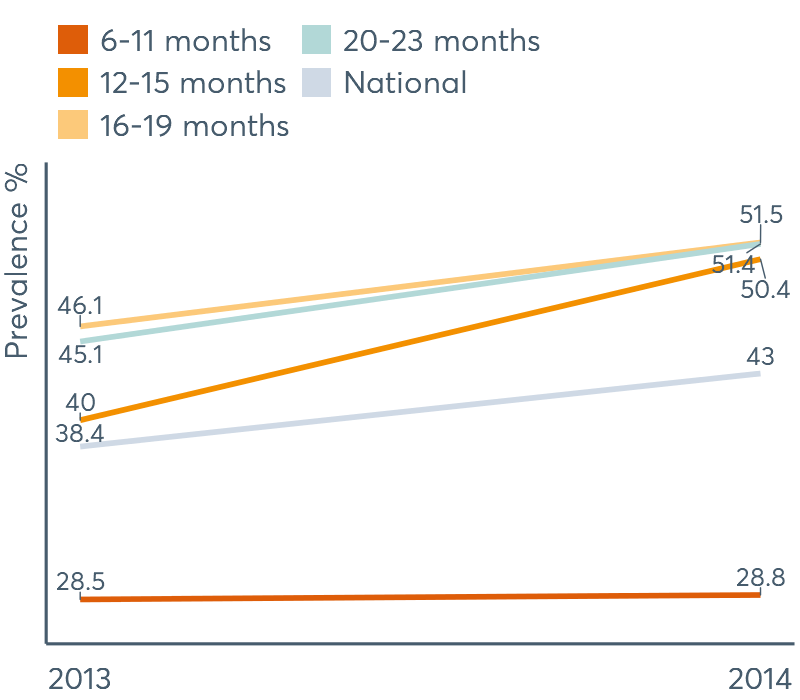 6-11 months
20-23 months
12-15 months
National
16-19 months
Prevalence %
51.5
51.4
50.4
46.1
45.1
43
40
38.4
28.5
28.8
2013
2014